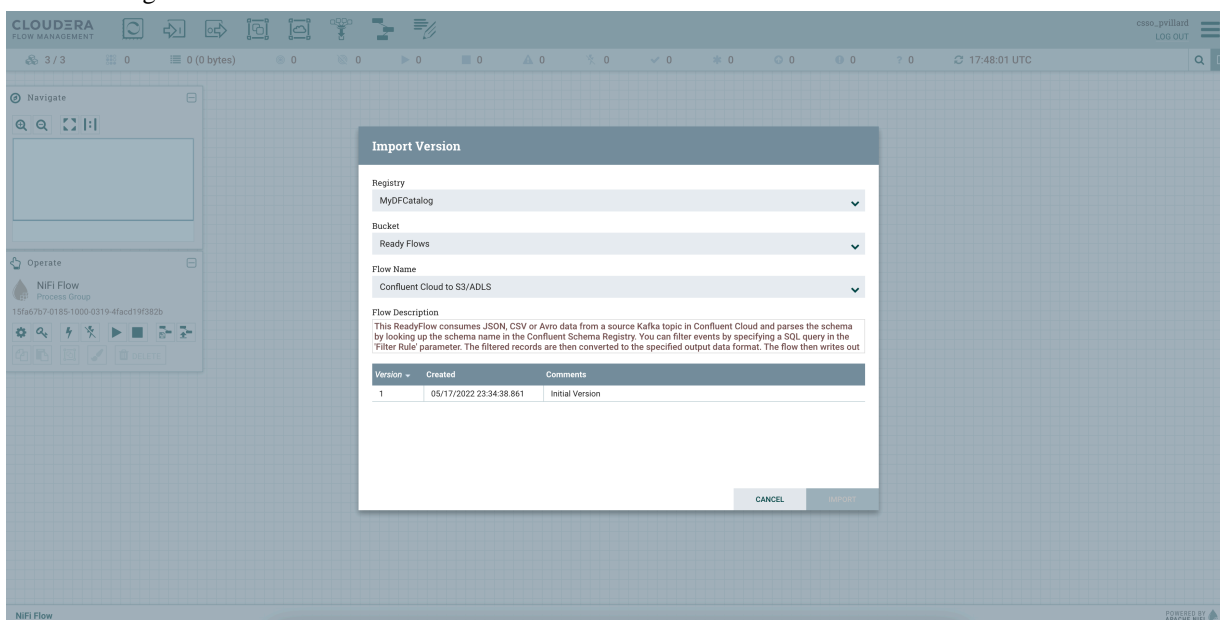 CLOUDERA
FLOW MANAGEMENT
csso_pvillard
LOG OUT
3 / 3 0 0 (0 bytes) 0 0 0 0 0 0 0 0 0 0 0 17:48:01 UTC
Navigate
Operate
NiFi Flow
Process Group
15fa67b7-0185-1000-0319-4facd19f382b
DELETE
Import Version
Registry
MyDFCatalog
Bucket
Ready Flows
Flow Name
Confluent Cloud to S3/ADLS
Flow Description
This ReadyFlow consumes JSON, CSV or Avro data from a source Kafka topic in Confluent Cloud and parses the schema
by looking up the schema name in the Confluent Schema Registry. You can filter events by specifying a SQL query in the
'Filter Rule' parameter. The filtered records are then converted to the specified output data format. The flow then writes out
Version Created Comments
1 05/17/2022 23:34:38.861 Initial Version
CANCEL IMPORT
NiFi Flow
POWERED BY
APACHE NIFI